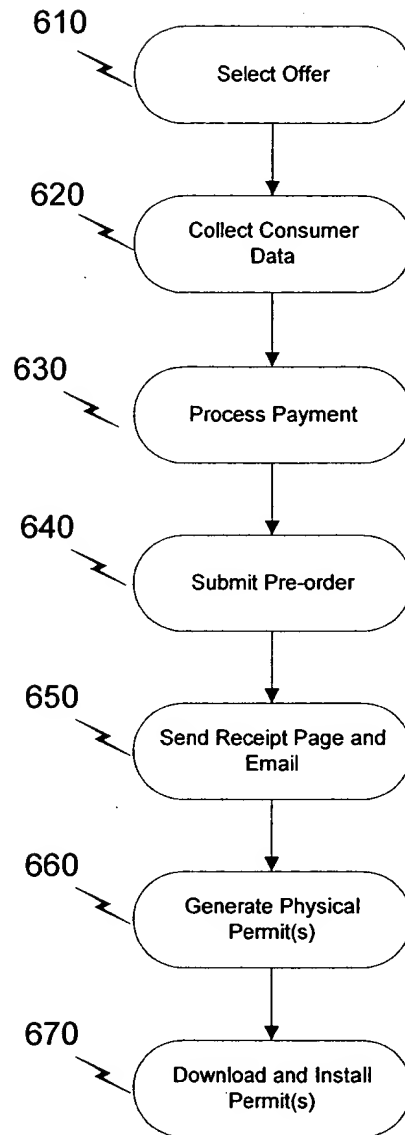 610
Select Offer
620
Collect Consumer
Data
630
Process Payment
640
Submit Pre-order
650
Send Receipt Page and
Email
660
Generate Physical
Permit(s)
670
Download and Install
Permit(s)